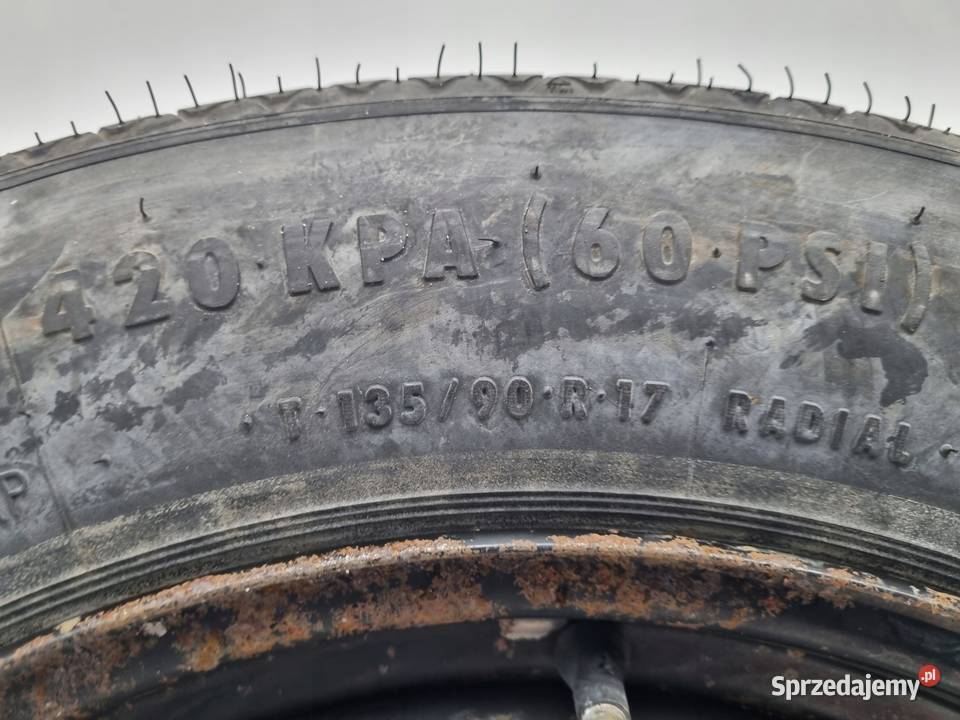 420 KPA (60 PSI)
T 135/90 R 17 RADIAL
Sprzedajemy.pl